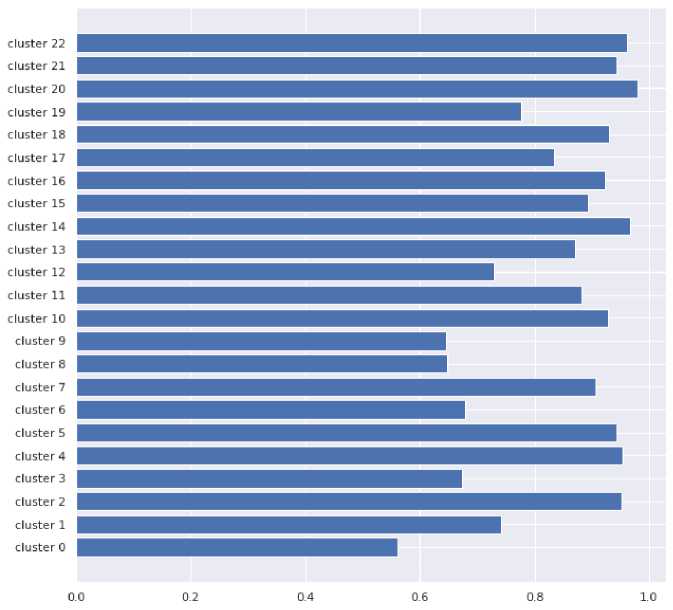 cluster 22
cluster 21
cluster 20
cluster 19
cluster 18
cluster 17
cluster 16
cluster 15
cluster 14
cluster 13
cluster 12
cluster 11
cluster 10
cluster 9
cluster 8
cluster 7
cluster 6
cluster 5
cluster 4
cluster 3
cluster 2
cluster 1
cluster 0
0.0 0.2 0.4 0.6 0.8 1.0